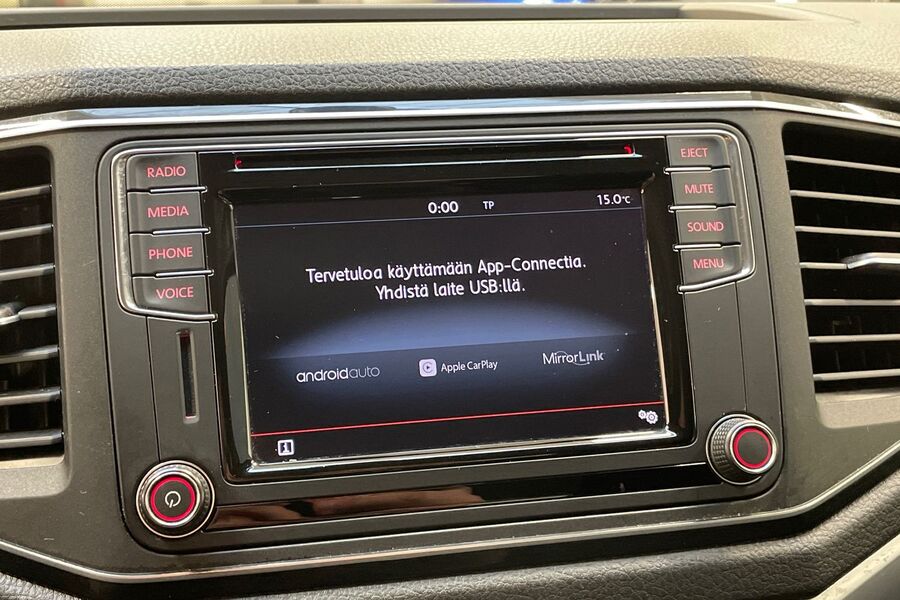 RADIO
MEDIA
PHONE
VOICE
EJECT
MUTE
SOUND
MENU
0:00 TP 15.0°C
Tervetuloa käyttämään App-Connectia.
Yhdistä laite USB:llä.
androidauto Apple CarPlay MirrorLink